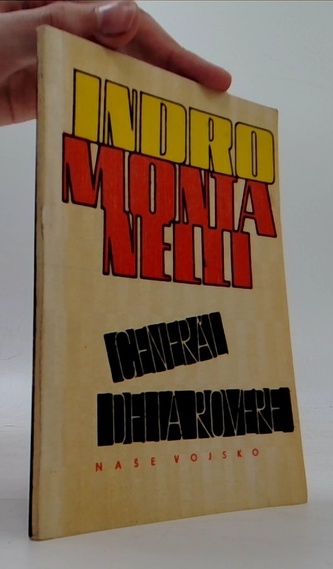 INDRO
MONTA
NELLI
GENERÁL
DELLA ROVERE
NAŠE VOJSKO